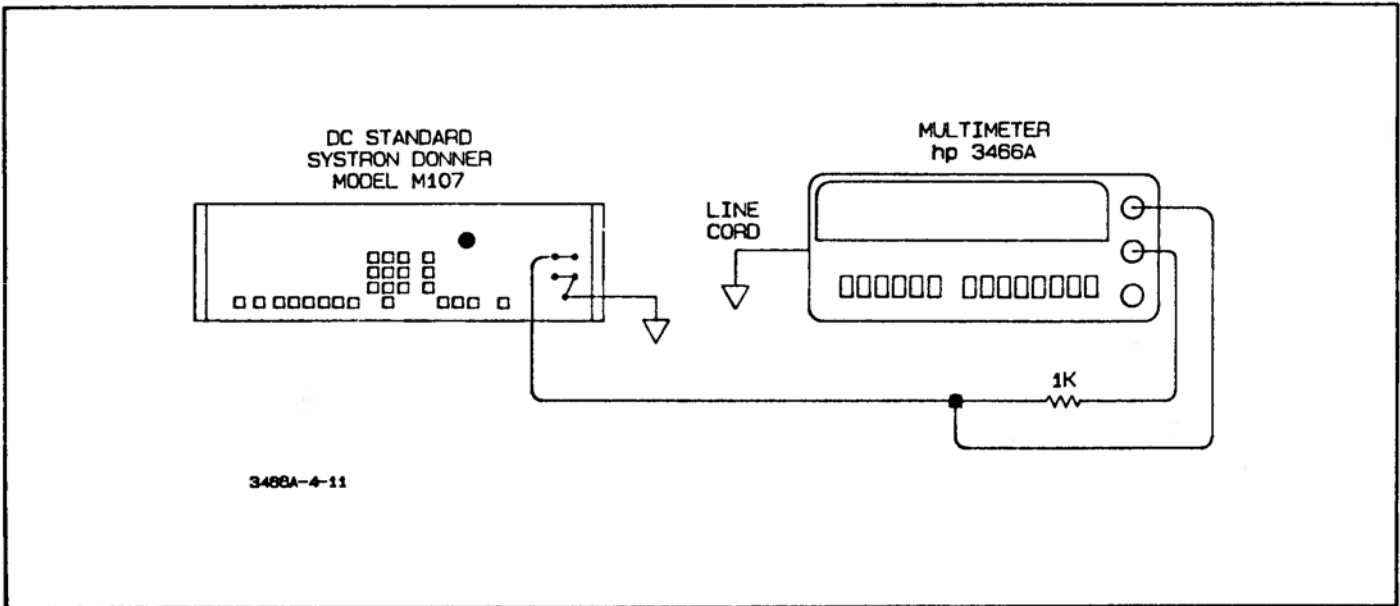 DC STANDARD
SYSTRON DONNER
MODEL M107
MULTIMETER
hp 3466A
LINE
CORD
1K
3466A-4-11